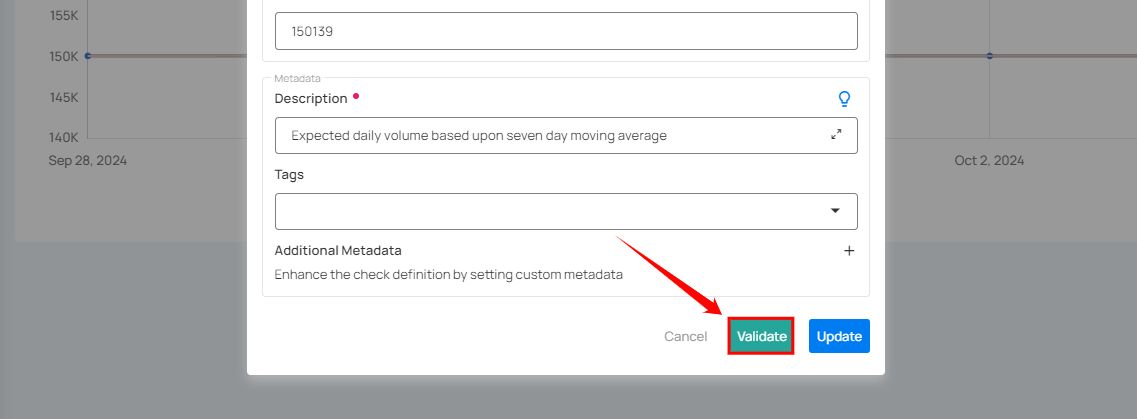 155K
150K
145K
140K
Sep 28, 2024
Oct 2, 2024
150139
Metadata
Description
Expected daily volume based upon seven day moving average
Tags
Additional Metadata
Enhance the check definition by setting custom metadata
Cancel
Validate
Update